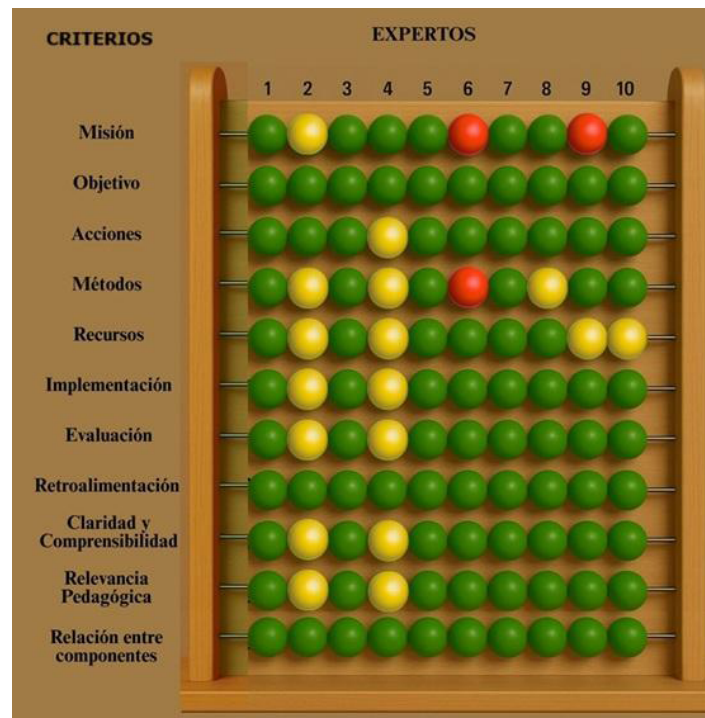 CRITERIOS
EXPERTOS
1 2 3 4 5 6 7 8 9 10
Misión
Objetivo
Acciones
Métodos
Recursos
Implementación
Evaluación
Retroalimentación
Claridad y
Comprensibilidad
Relevancia
Pedagógica
Relación entre
componentes